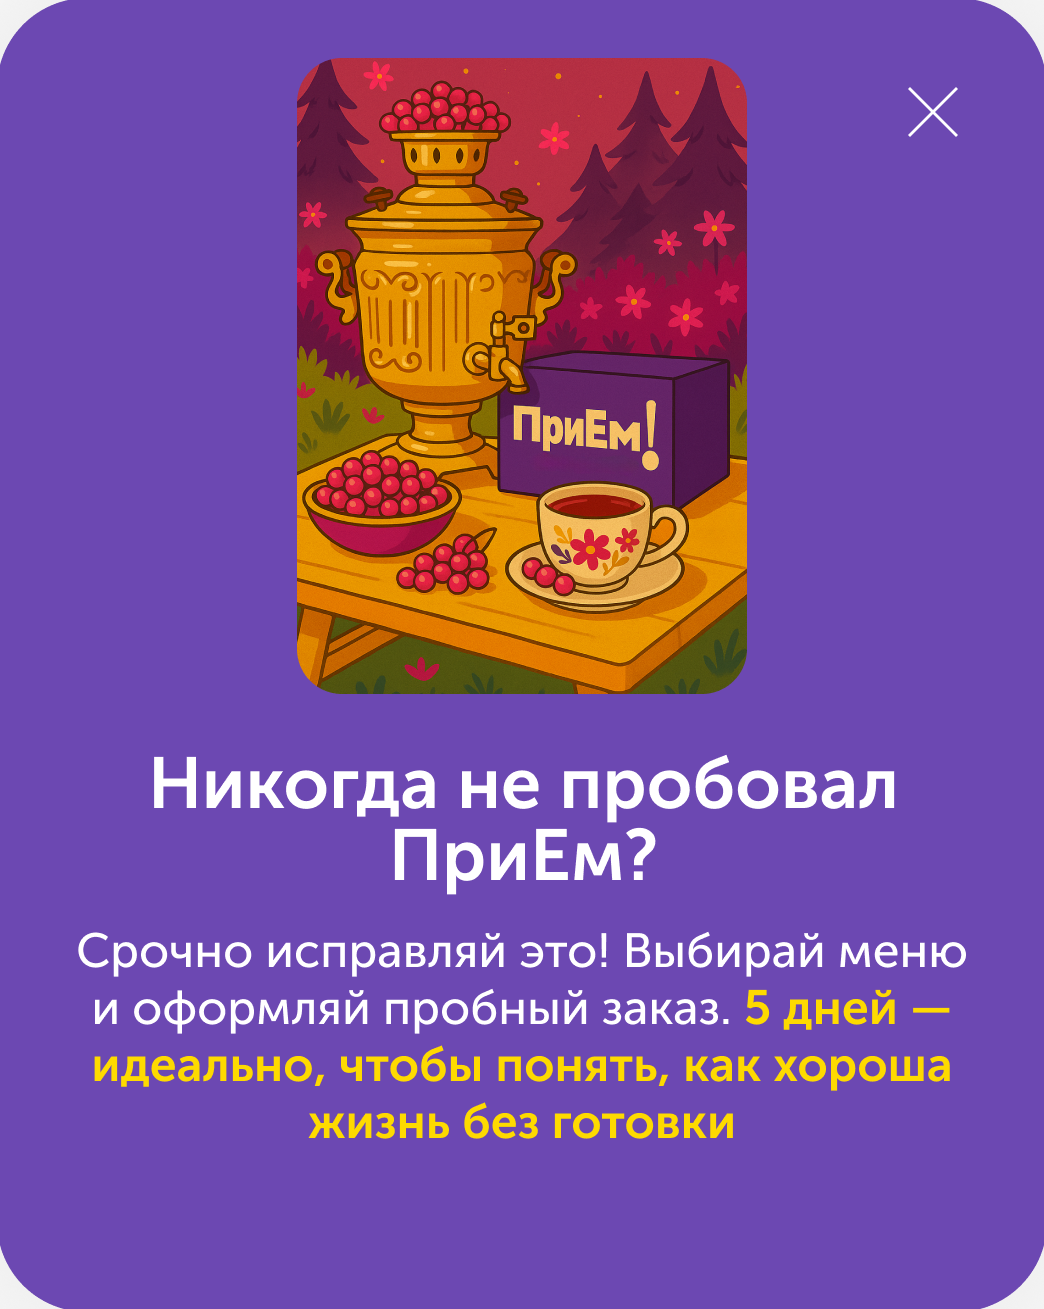 ПриЕм!
Никогда не пробовал
ПриЕм?
Срочно исправляй это! Выбирай меню
и оформляй пробный заказ. 5 дней —
идеально, чтобы понять, как хороша
жизнь без готовки